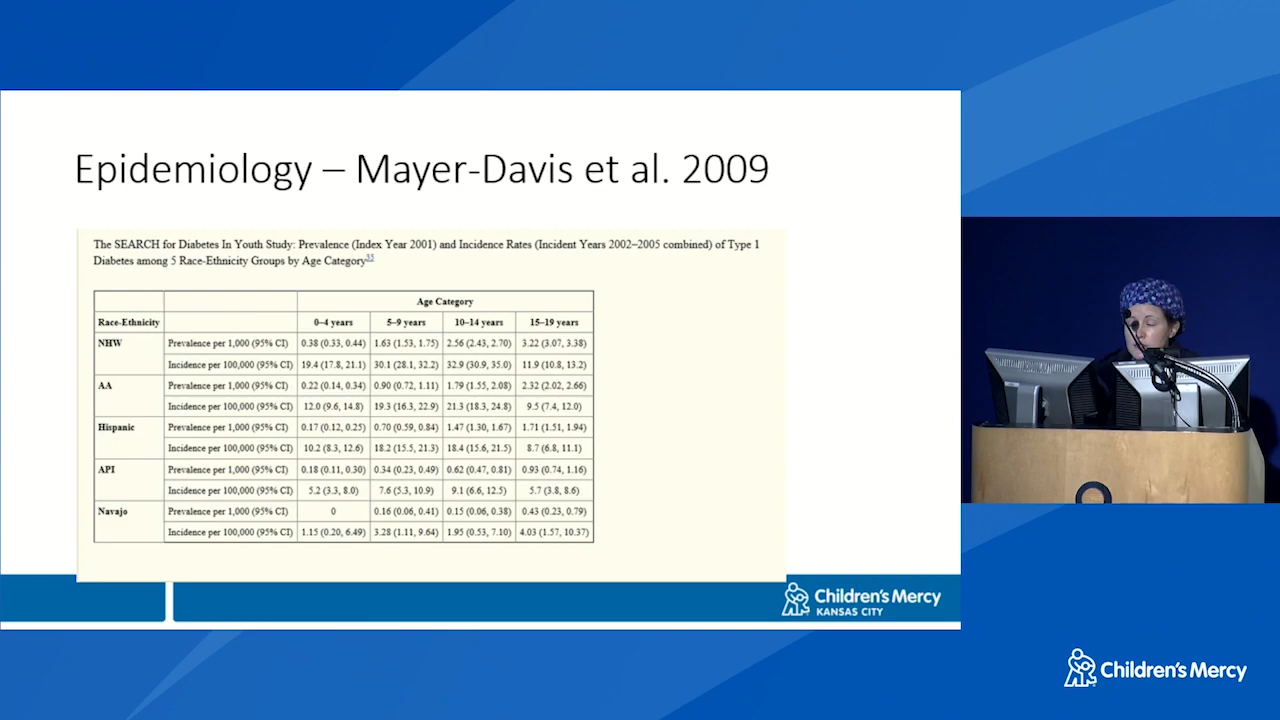 Epidemiology – Mayer-Davis et al. 2009
The SEARCH for Diabetes In Youth Study: Prevalence (Index Year 2001) and Incidence Rates (Incident Years 2002–2005 combined) of Type 1
Diabetes among 5 Race-Ethnicity Groups by Age Category35
Age Category
Race-Ethnicity 0–4 years 5–9 years 10–14 years 15–19 years
NHW Prevalence per 1,000 (95% CI) 0.38 (0.33, 0.44) 1.63 (1.53, 1.75) 2.56 (2.43, 2.70) 3.22 (3.07, 3.38)
Incidence per 100,000 (95% CI) 19.4 (17.8, 21.1) 30.1 (28.1, 32.2) 32.9 (30.9, 35.0) 11.9 (10.8, 13.2)
AA Prevalence per 1,000 (95% CI) 0.22 (0.14, 0.34) 0.90 (0.72, 1.11) 1.79 (1.55, 2.08) 2.32 (2.02, 2.66)
Incidence per 100,000 (95% CI) 12.0 (9.6, 14.8) 19.3 (16.3, 22.9) 21.3 (18.3, 24.8) 9.5 (7.4, 12.0)
Hispanic Prevalence per 1,000 (95% CI) 0.17 (0.12, 0.25) 0.70 (0.59, 0.84) 1.47 (1.30, 1.67) 1.71 (1.51, 1.94)
Incidence per 100,000 (95% CI) 10.2 (8.3, 12.6) 18.2 (15.5, 21.3) 18.4 (15.6, 21.5) 8.7 (6.8, 11.1)
API Prevalence per 1,000 (95% CI) 0.18 (0.11, 0.30) 0.34 (0.23, 0.49) 0.62 (0.47, 0.81) 0.93 (0.74, 1.16)
Incidence per 100,000 (95% CI) 5.2 (3.3, 8.0) 7.6 (5.3, 10.9) 9.1 (6.6, 12.5) 5.7 (3.8, 8.6)
Navajo Prevalence per 1,000 (95% CI) 0 0.16 (0.06, 0.41) 0.15 (0.06, 0.38) 0.43 (0.23, 0.79)
Incidence per 100,000 (95% CI) 1.15 (0.20, 6.49) 3.28 (1.11, 9.64) 1.95 (0.53, 7.10) 4.03 (1.57, 10.37)
Children's Mercy
KANSAS CITY
Children's Mercy